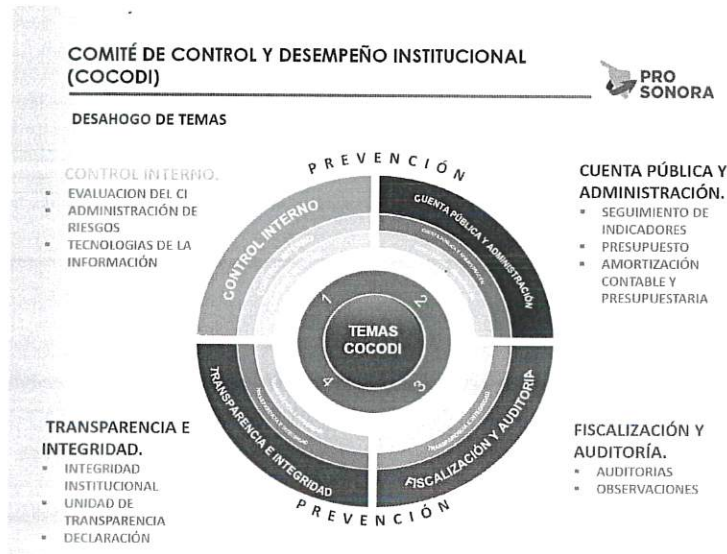 COMITÉ DE CONTROL Y DESEMPEÑO INSTITUCIONAL
(COCODI)
PRO
SONORA
DESAHOGO DE TEMAS
CONTROL INTERNO.
▪ EVALUACION DEL CI
▪ ADMINISTRACIÓN DE
RIESGOS
▪ TECNOLOGIAS DE LA
INFORMACIÓN
PREVENCIÓN
CUENTA PÚBLICA Y
ADMINISTRACIÓN.
▪ SEGUIMIENTO DE
INDICADORES
▪ PRESUPUESTO
▪ AMORTIZACIÓN
CONTABLE Y
PRESUPUESTARIA
CONTROL INTERNO
CUENTA PÚBLICA Y ADMINISTRACIÓN
1
2
TEMAS
COCODI
4
3
TRANSPARENCIA E INTEGRIDAD
FISCALIZACIÓN Y AUDITORIA
TRANSPARENCIA E
INTEGRIDAD.
▪ INTEGRIDAD
INSTITUCIONAL
▪ UNIDAD DE
TRANSPARENCIA
▪ DECLARACIÓN
FISCALIZACIÓN Y
AUDITORÍA.
▪ AUDITORIAS
▪ OBSERVACIONES
PREVENCIÓN